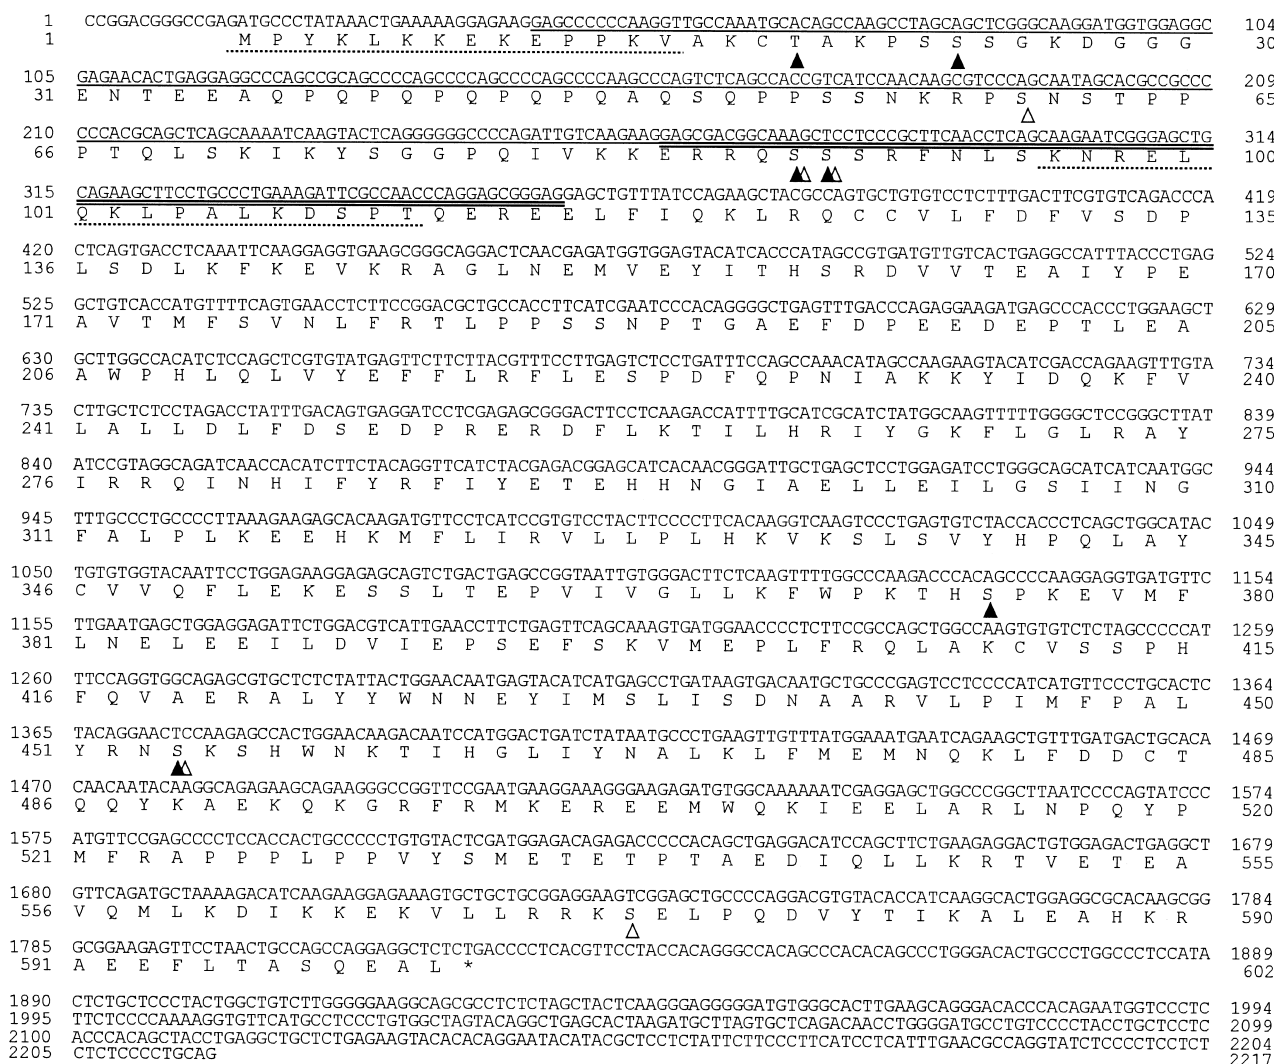 1 CCGGACGGGCCGAGATGCCCTATAAACTGAAAAAGGAGAAGGAGCCCCCCAAGGTTGCCAAATGCACAGCCAAGCCTAGCAGCTCGGGCAAGGATGGTGGAGGC 104
1 M P Y K L K K E K E P P K V A K C T A K P S S S G K D G G G 30
105 GAGAACACTGAGGAGGCCCAGCCGCAGCCCCAGCCCCAGCCCCAGCCCCAAGCCCAGTCTCAGCCACCGTCATCCAACAAGCGTCCCAGCAATAGCACGCCGCCC 209
31 E N T E E A Q P Q P Q P Q P Q A Q S Q P P S S N K R P S N S T P P 65
210 CCCACGCAGCTCAGCAAAATCAAGTACTCAGGGGGGCCCCAGATTGTCAAGAAGGAGCGACGGCAAAGCTCCTCCCGCTTCAACCTCAGCAAGAATCGGGAGCTG 314
66 P T Q L S K I K Y S G G P Q I V K K E R R Q S S S R F N L S K N R E L 100
315 CAGAAGCTTCCTGCCCTGAAAGATTCGCCAACCCAGGAGCGGGAGGAGCTGTTTATCCAGAAGCTACGCCAGTGCTGTGTCCTCTTTGACTTCGTGTCAGACCCA 419
101 Q K L P A L K D S P T Q E R E E L F I Q K L R Q C C V L F D F V S D P 135
420 CTCAGTGACCTCAAATTCAAGGAGGTGAAGCGGGCAGGACTCAACGAGATGGTGGAGTACATCACCCATAGCCGTGATGTTGTCACTGAGGCCATTTACCCTGAG 524
136 L S D L K F K E V K R A G L N E M V E Y I T H S R D V V T E A I Y P E 170
525 GCTGTCACCATGTTTTCAGTGAACCTCTTCCGGACGCTGCCACCTTCATCGAATCCCACAGGGGCTGAGTTTGACCCAGAGGAAGATGAGCCCACCCTGGAAGCT 629
171 A V T M F S V N L F R T L P P S S N P T G A E F D P E E D E P T L E A 205
630 GCTTGGCCACATCTCCAGCTCGTGTATGAGTTCTTCTTACGTTTCCTTGAGTCTCCTGATTTCCAGCCAAACATAGCCAAGAAGTACATCGACCAGAAGTTTGTA 734
206 A W P H L Q L V Y E F F L R F L E S P D F Q P N I A K K Y I D Q K F V 240
735 CTTGCTCTCCTAGACCTATTTGACAGTGAGGATCCTCGAGAGCGGGACTTCCTCAAGACCATTTTGCATCGCATCTATGGCAAGTTTTTGGGGCTCCGGGCTTAT 839
241 L A L L D L F D S E D P R E R D F L K T I L H R I Y G K F L G L R A Y 275
840 ATCCGTAGGCAGATCAACCACATCTTCTACAGGTTCATCTACGAGACGGAGCATCACAACGGGATTGCTGAGCTCCTGGAGATCCTGGGCAGCATCATCAATGGC 944
276 I R R Q I N H I F Y R F I Y E T E H H N G I A E L L E I L G S I I N G 310
945 TTTGCCCTGCCCCTTAAAGAAGAGCACAAGATGTTCCTCATCCGTGTCCTACTTCCCCTTCACAAGGTCAAGTCCCTGAGTGTCTACCACCCTCAGCTGGCATAC 1049
311 F A L P L K E E H K M F L I R V L L P L H K V K S L S V Y H P Q L A Y 345
1050 TGTGTGGTACAATTCCTGGAGAAGGAGAGCAGTCTGACTGAGCCGGTAATTGTGGGACTTCTCAAGTTTTGGCCCAAGACCCACAGCCCCAAGGAGGTGATGTTC 1154
346 C V V Q F L E K E S S L T E P V I V G L L K F W P K T H S P K E V M F 380
1155 TTGAATGAGCTGGAGGAGATTCTGGACGTCATTGAACCTTCTGAGTTCAGCAAAGTGATGGAACCCCTCTTCCGCCAGCTGGCCAAGTGTGTCTCTAGCCCCCAT 1259
381 L N E L E E I L D V I E P S E F S K V M E P L F R Q L A K C V S S P H 415
1260 TTCCAGGTGGCAGAGCGTGCTCTCTATTACTGGAACAATGAGTACATCATGAGCCTGATAAGTGACAATGCTGCCCGAGTCCTCCCCATCATGTTCCCTGCACTC 1364
416 F Q V A E R A L Y Y W N N E Y I M S L I S D N A A R V L P I M F P A L 450
1365 TACAGGAACTCCAAGAGCCACTGGAACAAGACAATCCATGGACTGATCTATAATGCCCTGAAGTTGTTTATGGAAATGAATCAGAAGCTGTTTGATGACTGCACA 1469
451 Y R N S K S H W N K T I H G L I Y N A L K L F M E M N Q K L F D D C T 485
1470 CAACAATACAAGGCAGAGAAGCAGAAGGGCCGGTTCCGAATGAAGGAAAGGGAAGAGATGTGGCAAAAAATCGAGGAGCTGGCCCGGCTTAATCCCCAGTATCCC 1574
486 Q Q Y K A E K Q K G R F R M K E R E E M W Q K I E E L A R L N P Q Y P 520
1575 ATGTTCCGAGCCCCTCCACCACTGCCCCCTGTGTACTCGATGGAGACAGAGACCCCCACAGCTGAGGACATCCAGCTTCTGAAGAGGACTGTGGAGACTGAGGCT 1679
521 M F R A P P P L P P V Y S M E T E T P T A E D I Q L L K R T V E T E A 555
1680 GTTCAGATGCTAAAAGACATCAAGAAGGAGAAAGTGCTGCTGCGGAGGAAGTCGGAGCTGCCCCAGGACGTGTACACCATCAAGGCACTGGAGGCGCACAAGCGG 1784
556 V Q M L K D I K K E K V L L R R K S E L P Q D V Y T I K A L E A H K R 590
1785 GCGGAAGAGTTCCTAACTGCCAGCCAGGAGGCTCTCTGACCCCTCACGTTCCTACCACAGGGCCACAGCCCACACAGCCCTGGGACACTGCCCTGGCCCTCCATA 1889
591 A E E F L T A S Q E A L * 602
1890 CTCTGCTCCCTACTGGCTGTCTTGGGGGAAGGCAGCGCCTCTCTAGCTACTCAAGGGAGGGGGATGTGGGCACTTGAAGCAGGGACACCCACAGAATGGTCCCTC 1994
1995 TTCTCCCCAAAAGGTGTTCATGCCTCCCTGTGGCTAGTACAGGCTGAGCACTAAGATGCTTAGTGCTCAGACAACCTGGGGATGCCTGTCCCCTACCTGCTCCTC 2099
2100 ACCCACAGCTACCTGAGGCTGCTCTGAGAAGTACACACAGGAATACATACGCTCCTCTATTCTTCCCTTCATCCTCATTTGAACGCCAGGTATCTCCCCTCCTCT 2204
2205 CTCTCCCCTGCAG 2217